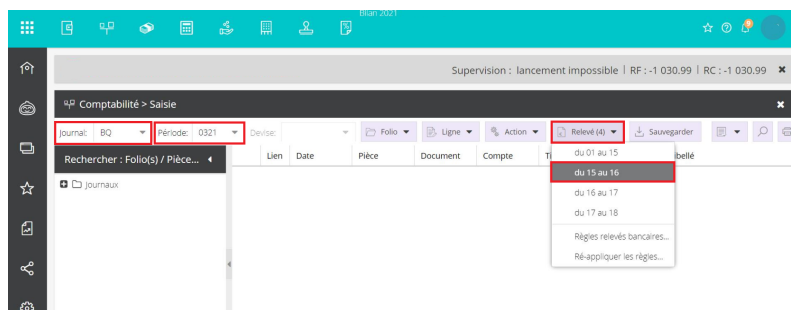 Bilan 2021
Supervision : lancement impossible | RF : -1 030.99 | RC : -1 030.99
Comptabilité > Saisie
Journal: BQ Période: 0321 Devise: Folio Ligne Action Relevé (4) Sauvegarder
Rechercher : Folio(s) / Pièce... Lien Date Pièce Document Compte
Journaux
du 01 au 15
du 15 au 16
du 16 au 17
du 17 au 18
Règles relevés bancaires...
Ré-appliquer les règles...